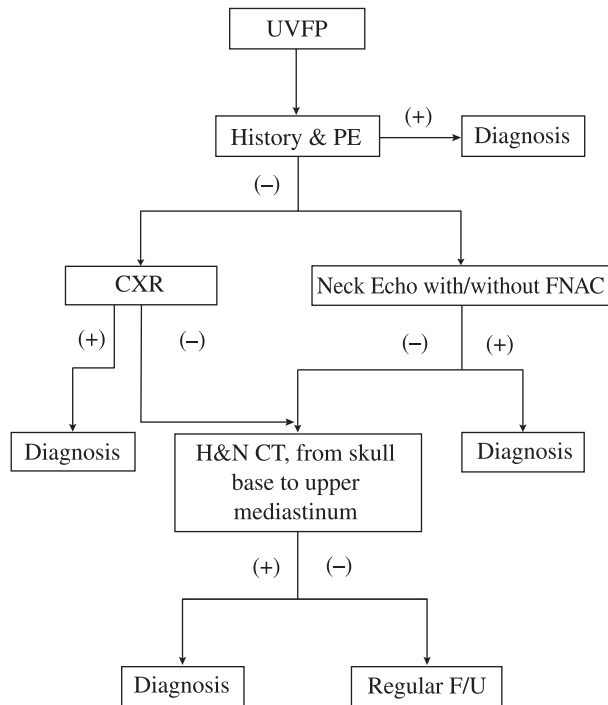 UVFP
History & PE
(+)
Diagnosis
(−)
CXR
Neck Echo with/without FNAC
(+)
(−)
(−)
(+)
Diagnosis
H&N CT, from skull
base to upper
mediastinum
Diagnosis
(+)
(−)
Diagnosis
Regular F/U